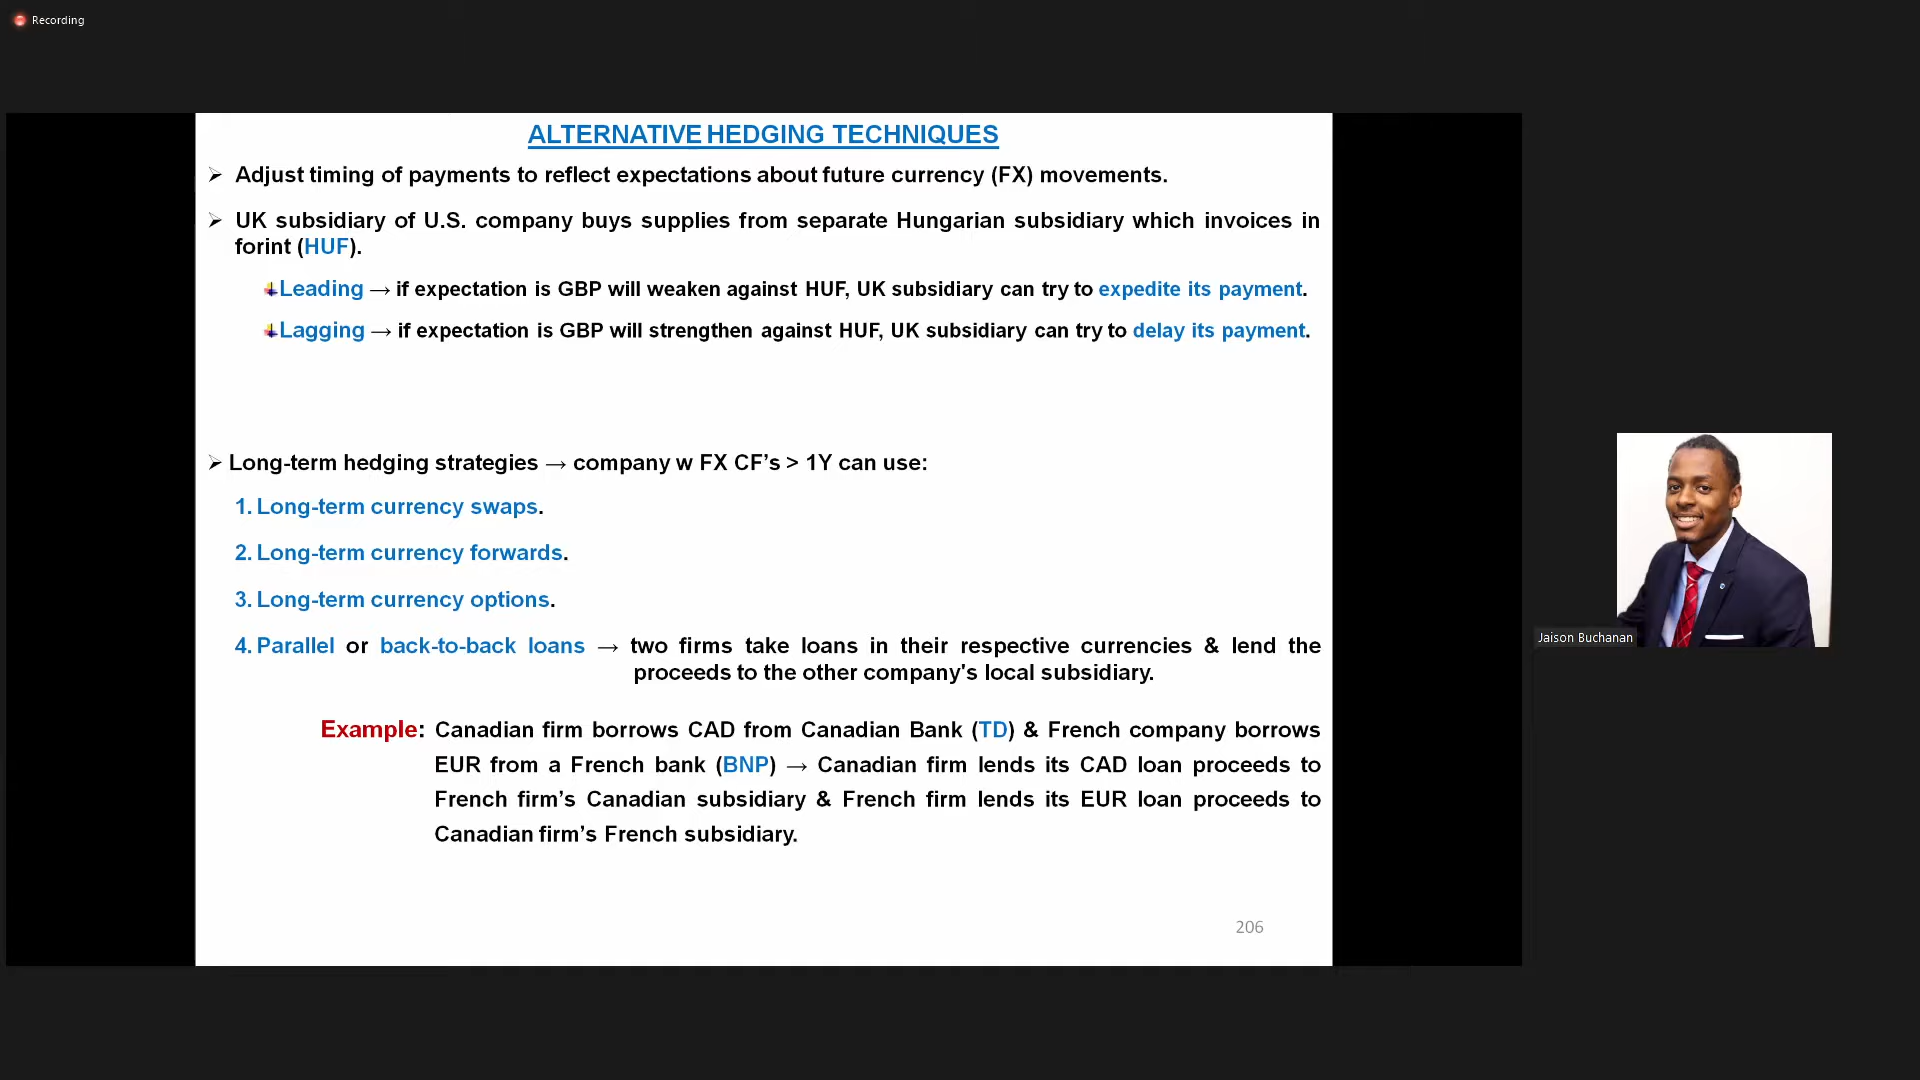 Recording
ALTERNATIVE HEDGING TECHNIQUES
➢ Adjust timing of payments to reflect expectations about future currency (FX) movements.
➢ UK subsidiary of U.S. company buys supplies from separate Hungarian subsidiary which invoices in
forint (HUF).
Leading → if expectation is GBP will weaken against HUF, UK subsidiary can try to expedite its payment.
Lagging → if expectation is GBP will strengthen against HUF, UK subsidiary can try to delay its payment.
➢ Long-term hedging strategies → company w FX CF’s > 1Y can use:
1. Long-term currency swaps.
2. Long-term currency forwards.
3. Long-term currency options.
4. Parallel or back-to-back loans → two firms take loans in their respective currencies & lend the
proceeds to the other company's local subsidiary.
Example: Canadian firm borrows CAD from Canadian Bank (TD) & French company borrows
EUR from a French bank (BNP) → Canadian firm lends its CAD loan proceeds to
French firm’s Canadian subsidiary & French firm lends its EUR loan proceeds to
Canadian firm’s French subsidiary.
206
Jaison Buchanan